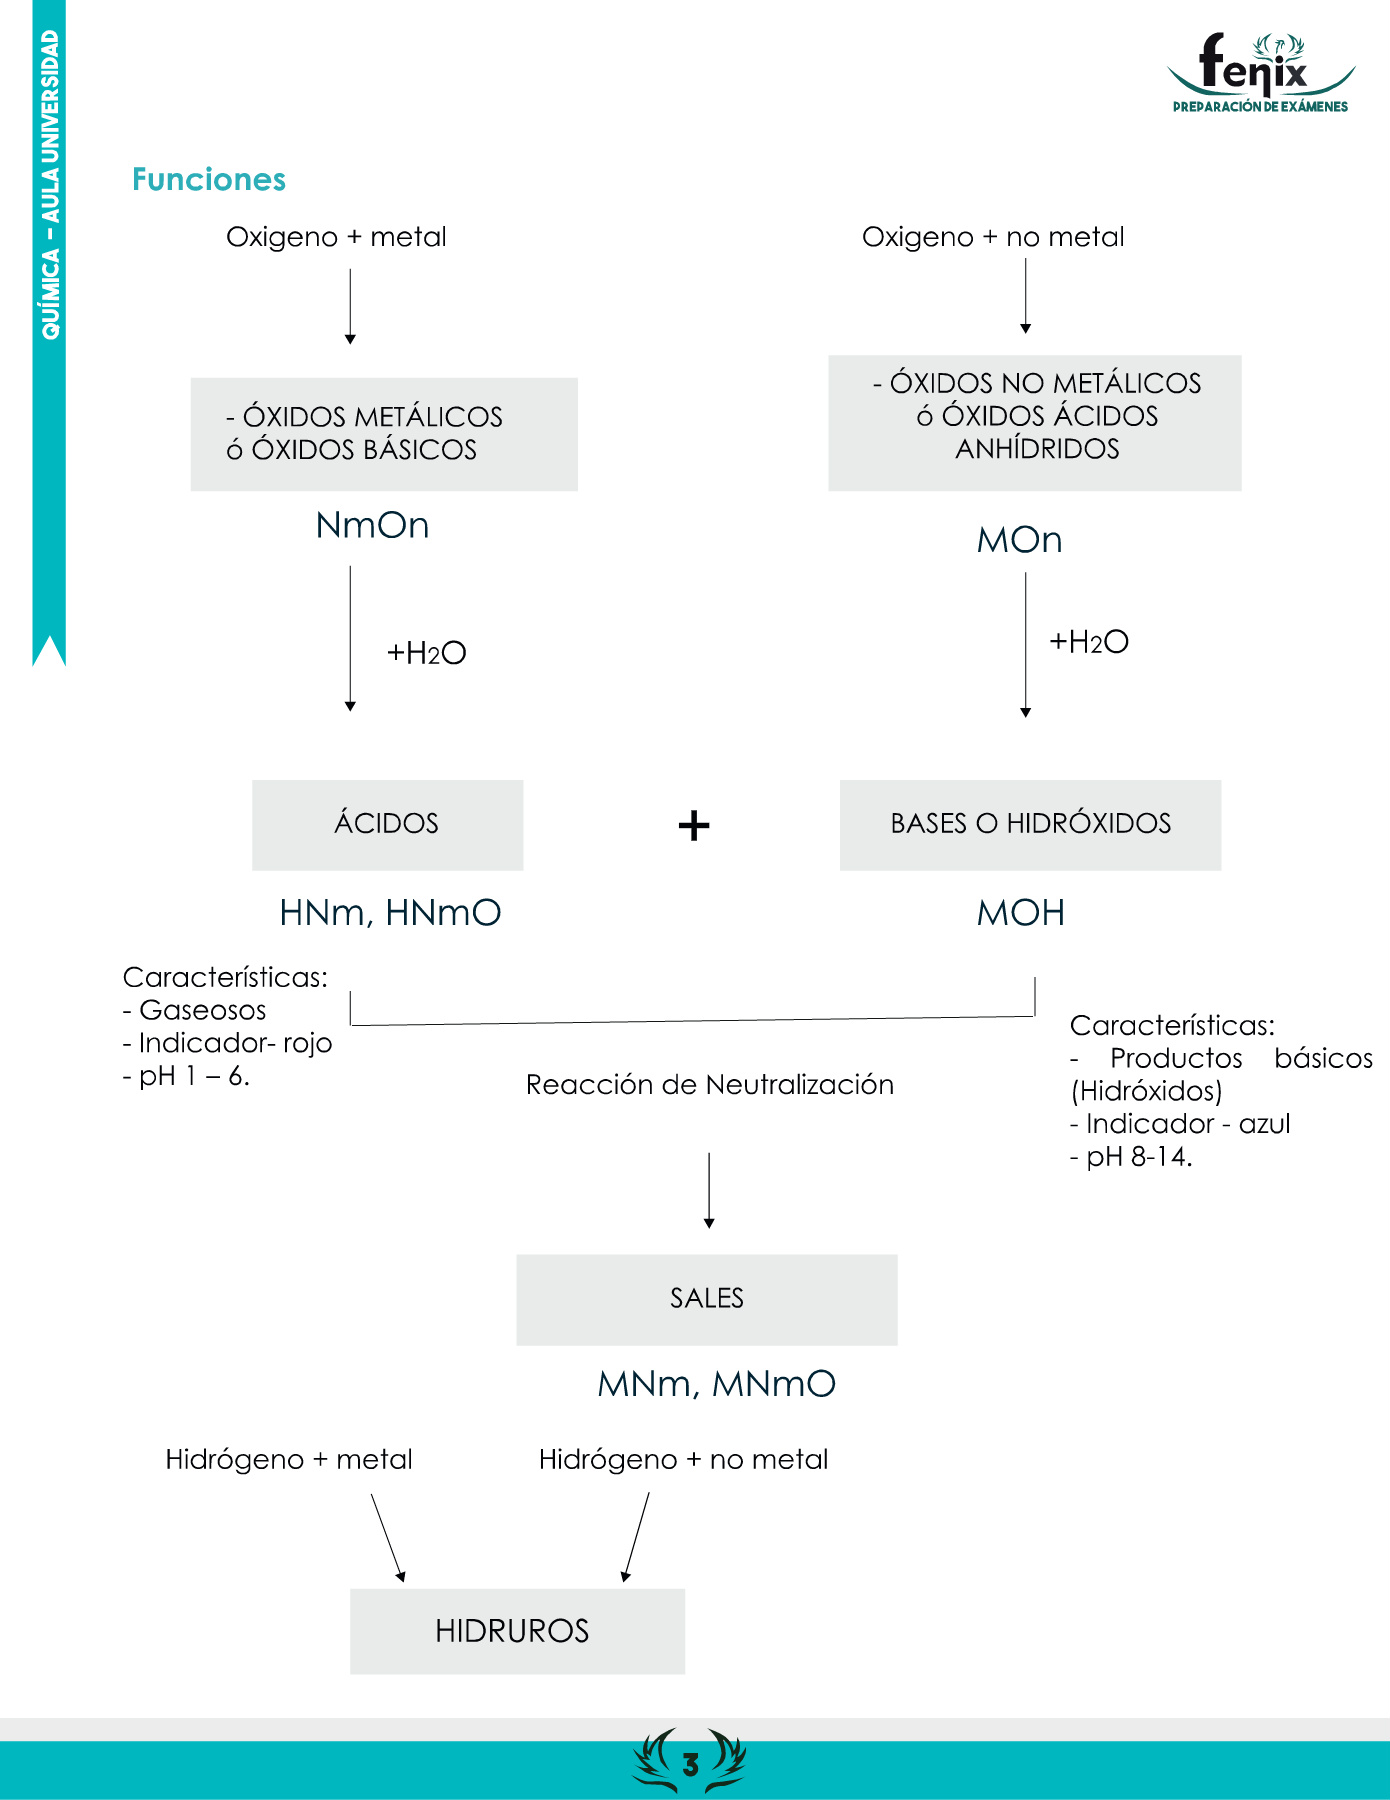 QUÍMICA – AULA UNIVERSIDAD
fenix
PREPARACIÓN DE EXÁMENES
Funciones
Oxigeno + metal
Oxigeno + no metal
- ÓXIDOS METÁLICOS
ó ÓXIDOS BÁSICOS
- ÓXIDOS NO METÁLICOS
ó ÓXIDOS ÁCIDOS
ANHÍDRIDOS
NmOn
MOn
+H2O
+H2O
ÁCIDOS
+
BASES O HIDRÓXIDOS
HNm, HNmO
MOH
Características:
- Gaseosos
- Indicador- rojo
- pH 1 – 6.
Características:
- Productos básicos
(Hidróxidos)
- Indicador - azul
- pH 8-14.
Reacción de Neutralización
SALES
MNm, MNmO
Hidrógeno + metal
Hidrógeno + no metal
HIDRUROS
3